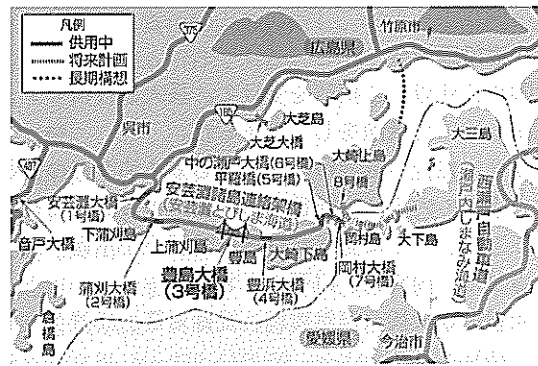 凡例
供用中
将来計画
長期構想
375
竹原市
広島県
185
大芝島
大芝大橋
呉市
中の瀬戸大橋(6号橋)
平羅橋(5号橋)
大崎上島
8号橋
大三島
487
安芸灘大橋
(1号橋)
安芸灘諸島連絡架橋
(安芸灘とびしま海道)
西瀬戸自動車道
(瀬戸内しまなみ海道)
音戸大橋
下蒲刈島
上蒲刈島
豊島
大崎下島
岡村島
大下島
蒲刈大橋
(2号橋)
豊島大橋
(3号橋)
豊浜大橋
(4号橋)
岡村大橋
(7号橋)
倉橋島
愛媛県
今治市